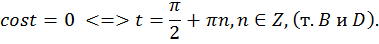 cost = 0 <=> t = π/2 + πn, n ∈ Z, (т. B и D).